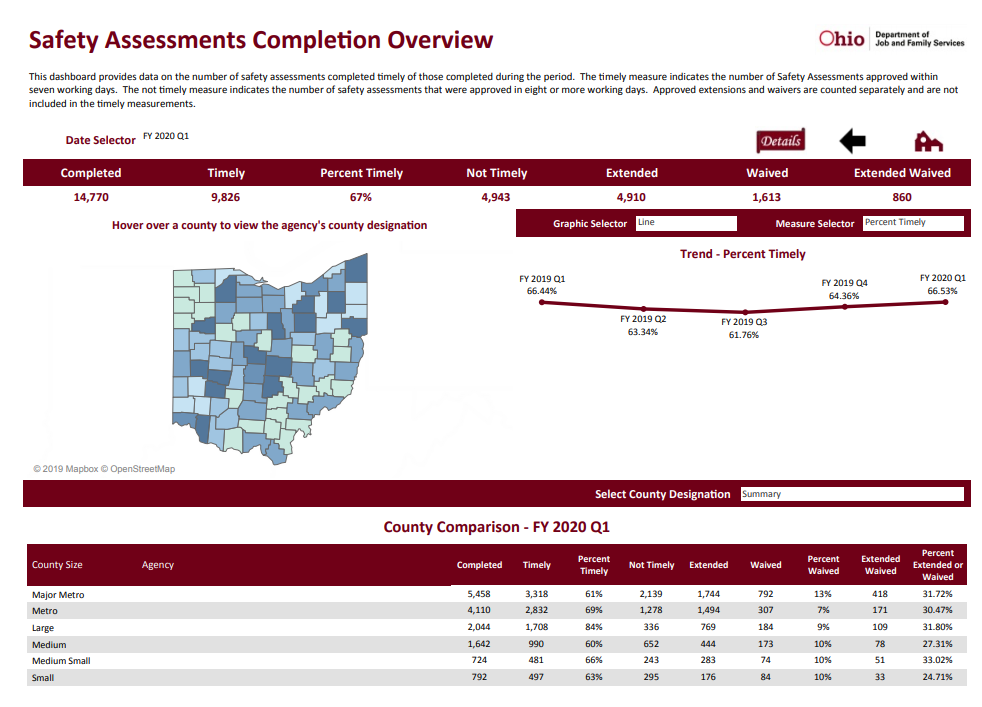 Safety Assessments Completion Overview
Ohio
Department of
Job and Family Services
This dashboard provides data on the number of safety assessments completed timely of those completed during the period. The timely measure indicates the number of Safety Assessments approved within
seven working days. The not timely measure indicates the number of safety assessments that were approved in eight or more working days. Approved extensions and waivers are counted separately and are not
included in the timely measurements.
Date Selector FY 2020 Q1
Details
Completed Timely Percent Timely Not Timely Extended Waived Extended Waived
14,770 9,826 67% 4,943 4,910 1,613 860
Hover over a county to view the agency's county designation
Graphic Selector Line Measure Selector Percent Timely
Trend - Percent Timely
FY 2019 Q1
66.44%
FY 2019 Q2
63.34%
FY 2019 Q3
61.76%
FY 2019 Q4
64.36%
FY 2020 Q1
66.53%
© 2019 Mapbox © OpenStreetMap
Select County Designation Summary
County Comparison - FY 2020 Q1
County Size Agency Completed Timely Percent Timely Not Timely Extended Waived Percent Waived Extended Waived Percent Extended or Waived
Major Metro 5,458 3,318 61% 2,139 1,744 792 13% 418 31.72%
Metro 4,110 2,832 69% 1,278 1,494 307 7% 171 30.47%
Large 2,044 1,708 84% 336 769 184 9% 109 31.80%
Medium 1,642 990 60% 652 444 173 10% 78 27.31%
Medium Small 724 481 66% 243 283 74 10% 51 33.02%
Small 792 497 63% 295 176 84 10% 33 24.71%